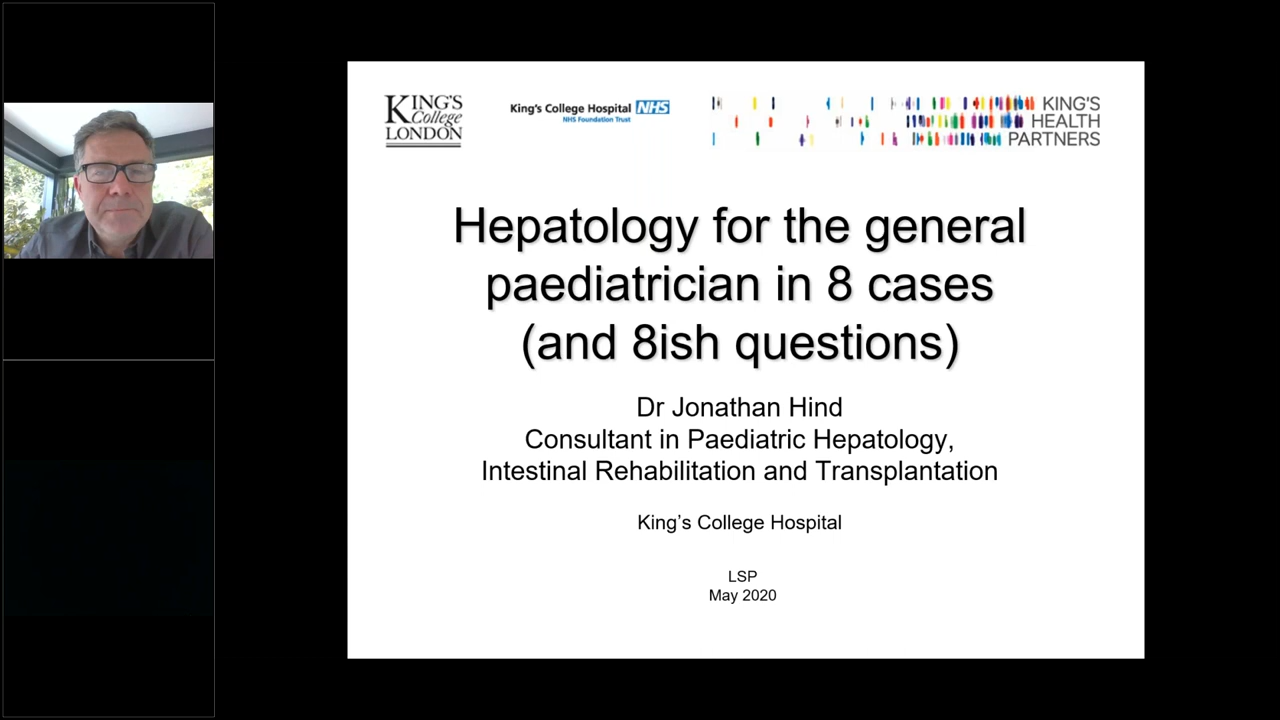 KING'S
College
LONDON
King's College Hospital NHS
NHS Foundation Trust
KING'S
HEALTH
PARTNERS
Hepatology for the general
paediatrician in 8 cases
(and 8ish questions)
Dr Jonathan Hind
Consultant in Paediatric Hepatology,
Intestinal Rehabilitation and Transplantation
King's College Hospital
LSP
May 2020